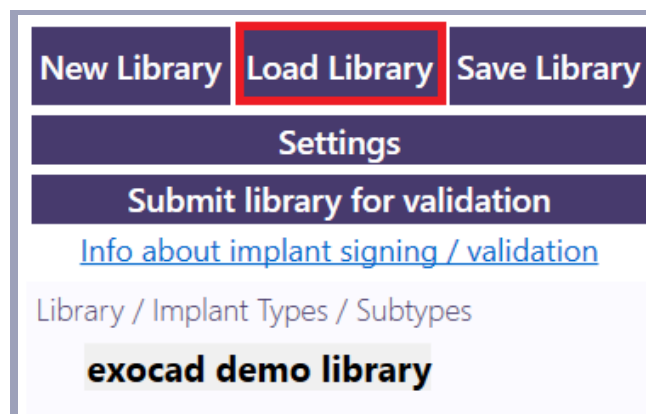 New Library Load Library Save Library
Settings
Submit library for validation
Info about implant signing / validation
Library / Implant Types / Subtypes
exocad demo library